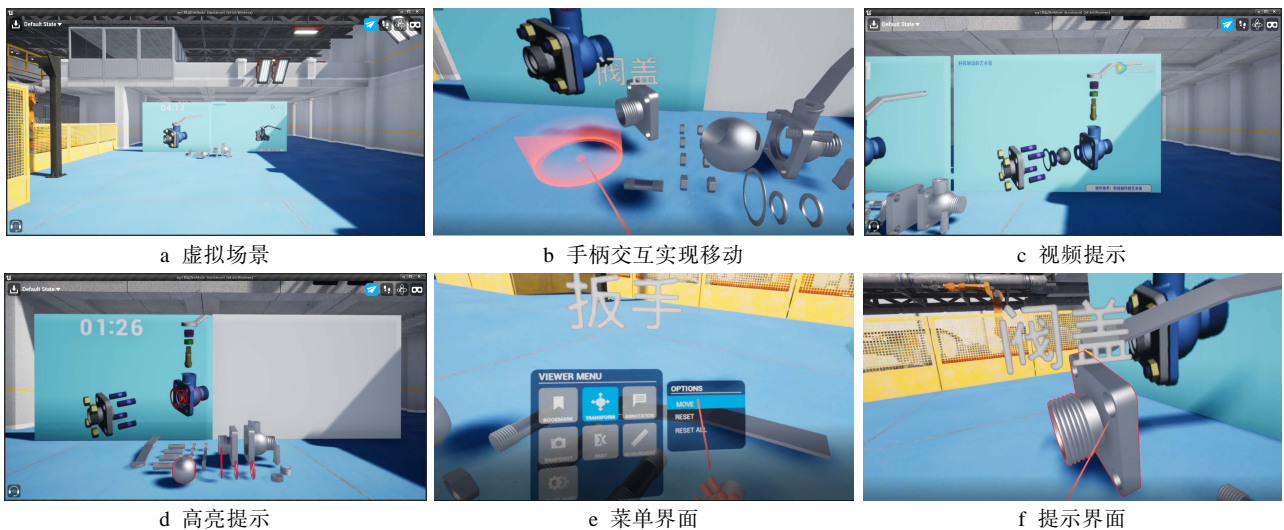 Default State
04:12
a 虚拟场景
阀盖
b 手柄交互实现移动
Default State
c 视频提示
Default State
01:26
d 高亮提示
扳手
VIEWER MENU
BOOKMARK
TRANSFORM
ANNOTATION
SNAPSHOT
OPTIONS
MOVE
RESET
RESET ALL
e 菜单界面
阀盖
f 提示界面